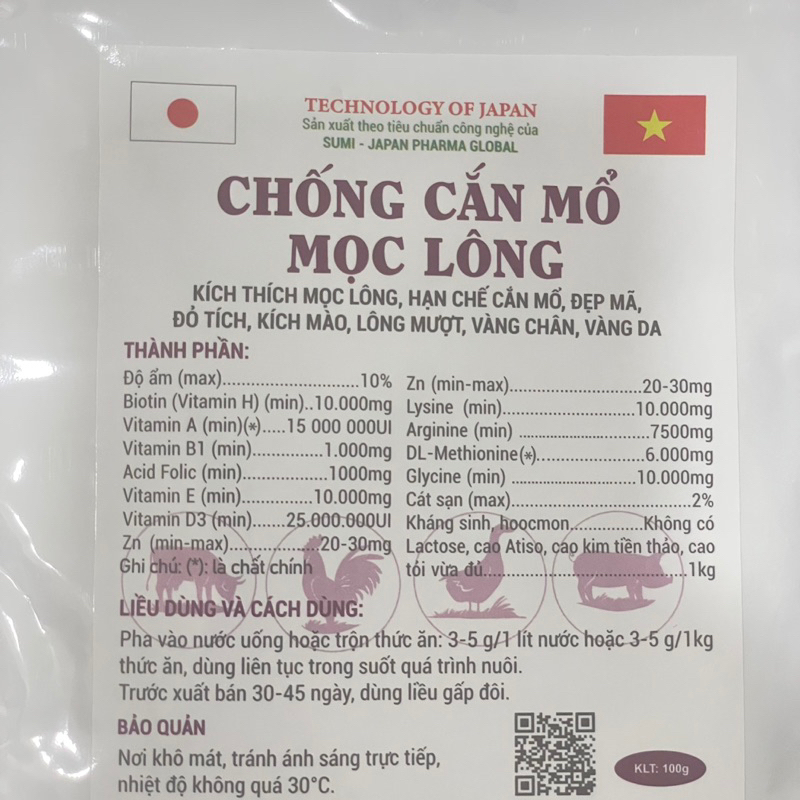 TECHNOLOGY OF JAPAN
Sản xuất theo tiêu chuẩn công nghệ của
SUMI - JAPAN PHARMA GLOBAL
CHỐNG CẮN MỔ
MỌC LÔNG
KÍCH THÍCH MỌC LÔNG, HẠN CHẾ CẮN MỔ, ĐẸP MÃ,
ĐỎ TÍCH, KÍCH MÀO, LÔNG MƯỢT, VÀNG CHÂN, VÀNG DA
THÀNH PHẦN:
Độ ẩm (max)............................10%
Biotin (Vitamin H) (min)..10.000mg
Vitamin A (min)(*).....15 000 000UI
Vitamin B1 (min)..............1.000mg
Acid Folic (min)................1000mg
Vitamin E (min)..............10.000mg
Vitamin D3 (min)......25.000.000UI
Zn (min-max)..................20-30mg
Ghi chú: (*): là chất chính
Zn (min-max)..........................20-30mg
Lysine (min)..........................10.000mg
Arginine (min) ..........................7500mg
DL-Methionine(*)......................6.000mg
Glycine (min) ........................10.000mg
Cát sạn (max)....................................2%
Kháng sinh, hoocmon..............Không có
Lactose, cao Atiso, cao kim tiền thảo, cao
tỏi vừa đủ........................................1kg
LIỀU DÙNG VÀ CÁCH DÙNG:
Pha vào nước uống hoặc trộn thức ăn: 3-5 g/1 lít nước hoặc 3-5 g/1kg
thức ăn, dùng liên tục trong suốt quá trình nuôi.
Trước xuất bán 30-45 ngày, dùng liều gấp đôi.
BẢO QUẢN
Nơi khô mát, tránh ánh sáng trực tiếp,
nhiệt độ không quá 30°C.
KLT: 100g